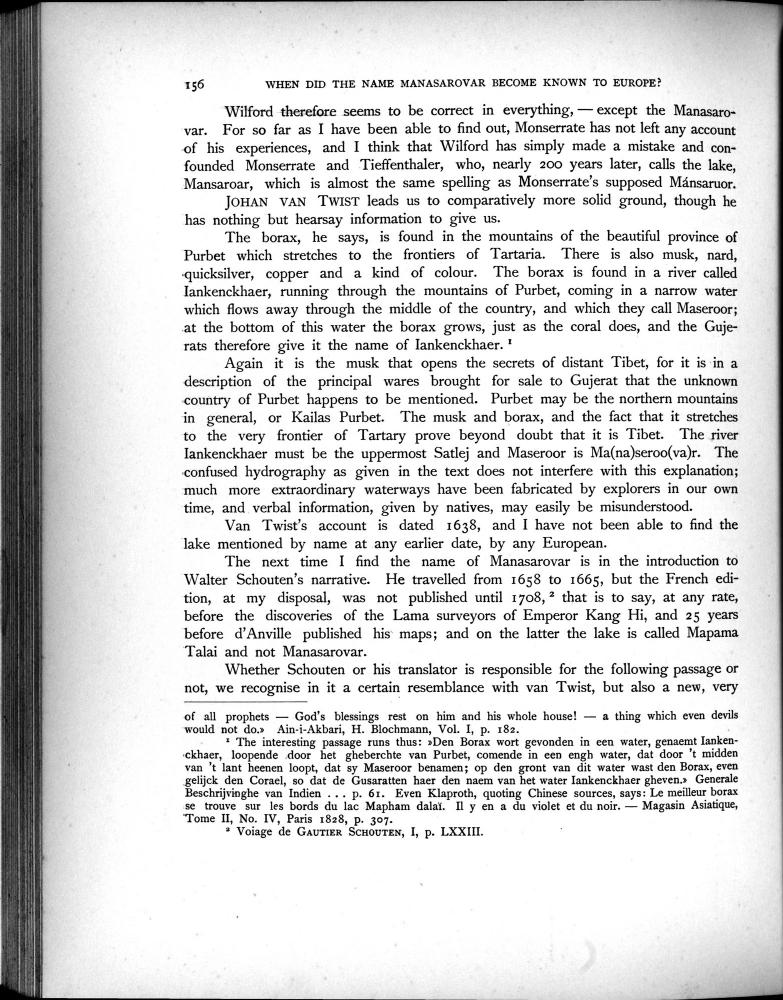 156 WHEN DID THE NAME MANASAROVAR BECOME KNOWN TO EUROPE?
Wilford therefore seems to be correct in everything, — except the Manasaro-
var. For so far as I have been able to find out, Monserrate has not left any account
of his experiences, and I think that Wilford has simply made a mistake and con-
founded Monserrate and Tieffenthaler, who, nearly 200 years later, calls the lake,
Mansaroar, which is almost the same spelling as Monserrate's supposed Mánsaruor.
JOHAN VAN TWIST leads us to comparatively more solid ground, though he
has nothing but hearsay information to give us.
The borax, he says, is found in the mountains of the beautiful province of
Purbet which stretches to the frontiers of Tartaria. There is also musk, nard,
quicksilver, copper and a kind of colour. The borax is found in a river called
Iankenckhaer, running through the mountains of Purbet, coming in a narrow water
which flows away through the middle of the country, and which they call Maseroor;
at the bottom of this water the borax grows, just as the coral does, and the Guje-
rats therefore give it the name of Iankenckhaer. ¹
Again it is the musk that opens the secrets of distant Tibet, for it is in a
description of the principal wares brought for sale to Gujerat that the unknown
country of Purbet happens to be mentioned. Purbet may be the northern mountains
in general, or Kailas Purbet. The musk and borax, and the fact that it stretches
to the very frontier of Tartary prove beyond doubt that it is Tibet. The river
Iankenckhaer must be the uppermost Satlej and Maseroor is Ma(na)seroo(va)r. The
confused hydrography as given in the text does not interfere with this explanation;
much more extraordinary waterways have been fabricated by explorers in our own
time, and verbal information, given by natives, may easily be misunderstood.
Van Twist's account is dated 1638, and I have not been able to find the
lake mentioned by name at any earlier date, by any European.
The next time I find the name of Manasarovar is in the introduction to
Walter Schouten's narrative. He travelled from 1658 to 1665, but the French edi-
tion, at my disposal, was not published until 1708, ² that is to say, at any rate,
before the discoveries of the Lama surveyors of Emperor Kang Hi, and 25 years
before d'Anville published his maps; and on the latter the lake is called Mapama
Talai and not Manasarovar.
Whether Schouten or his translator is responsible for the following passage or
not, we recognise in it a certain resemblance with van Twist, but also a new, very
of all prophets — God's blessings rest on him and his whole house! — a thing which even devils
would not do.» Ain-i-Akbari, H. Blochmann, Vol. I, p. 182.
¹ The interesting passage runs thus: »Den Borax wort gevonden in een water, genaemt Ianken-
ckhaer, loopende door het gheberchte van Purbet, comende in een engh water, dat door 't midden
van 't lant heenen loopt, dat sy Maseroor benamen; op den gront van dit water wast den Borax, even
gelijck den Corael, so dat de Gusaratten haer den naem van het water Iankenckhaer gheven.» Generale
Beschrijvinghe van Indien . . . p. 61. Even Klaproth, quoting Chinese sources, says: Le meilleur borax
se trouve sur les bords du lac Mapham dalaï. Il y en a du violet et du noir. — Magasin Asiatique,
Tome II, No. IV, Paris 1828, p. 307.
² Voiage de GAUTIER SCHOUTEN, I, p. LXXIII.